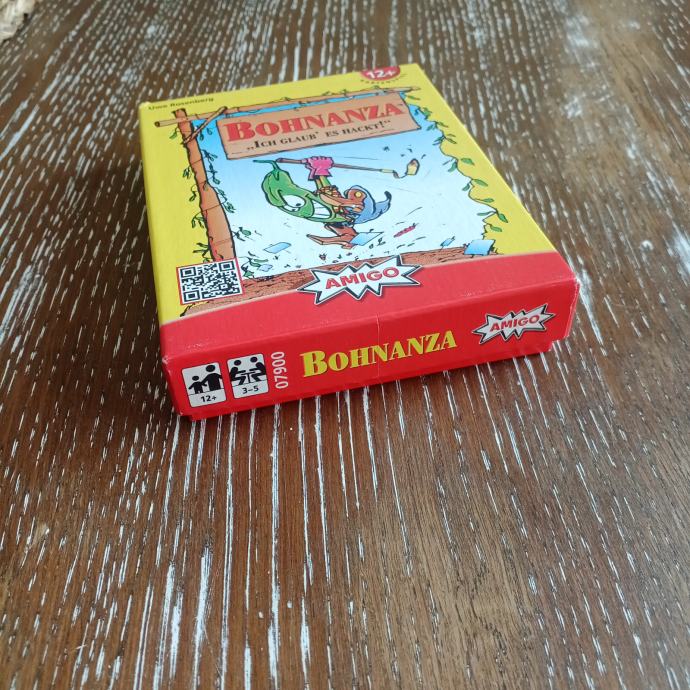 Uwe Rosenberg
12+
BOHNANZA
„ICH GLAUB' ES HACKT!“
AMIGO
12+
3–5
07900
BOHNANZA
AMIGO